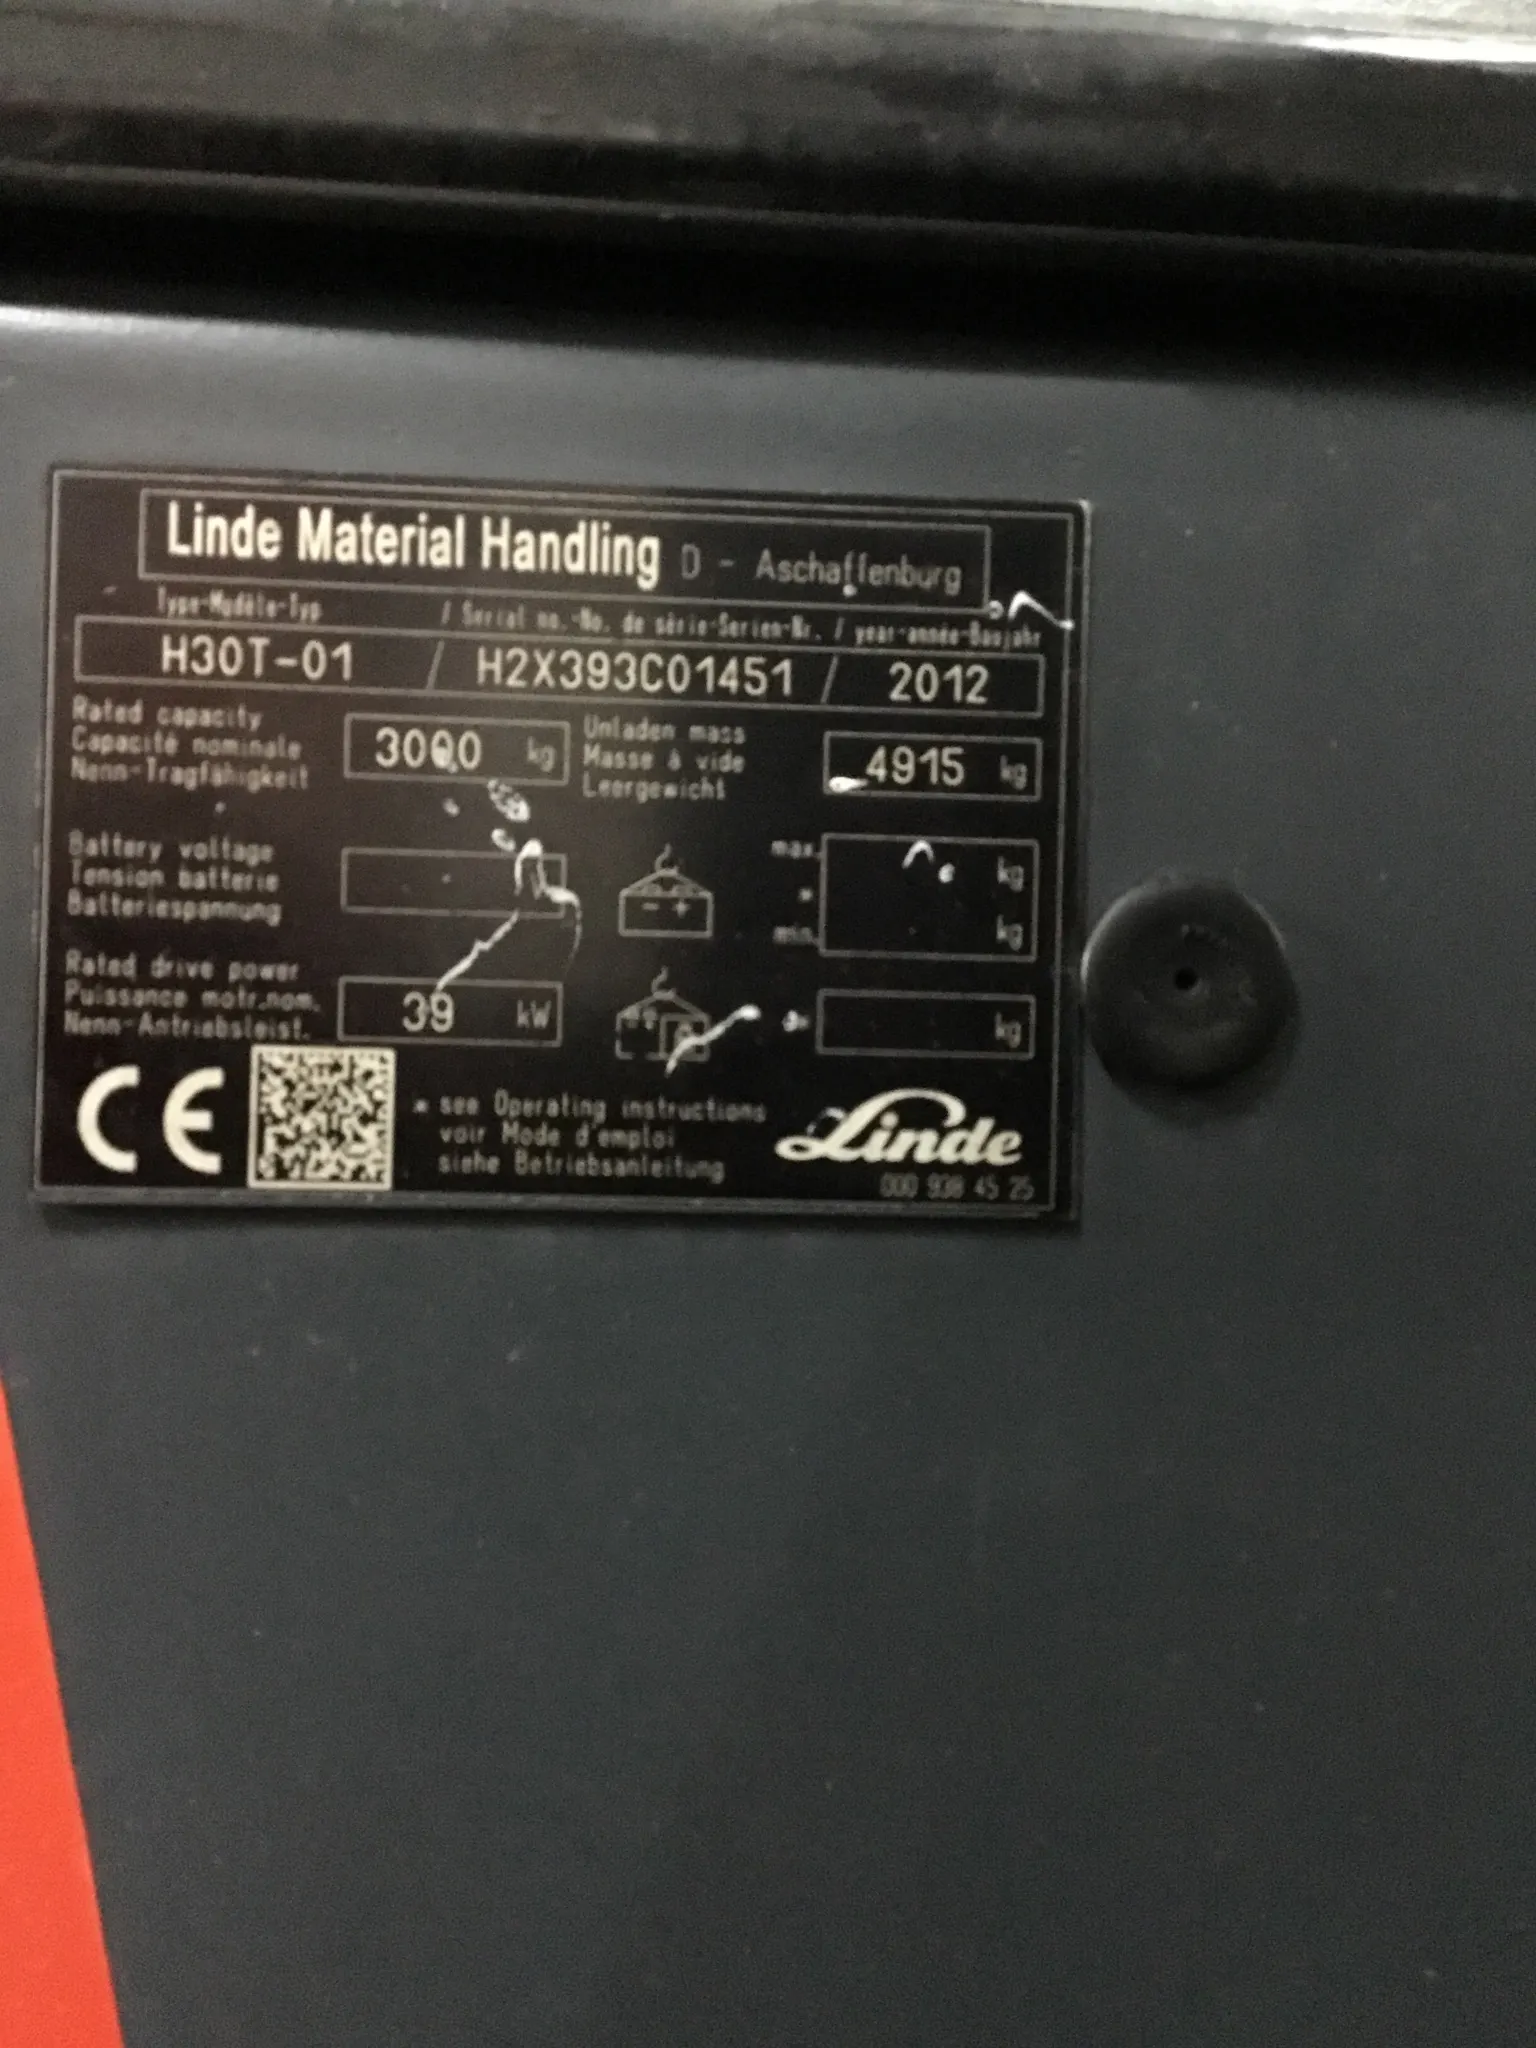 Linde Material Handling D - Aschaffenburg
Type-Modèle-Typ / Serial no.-No. de série-Serien-Nr. / year-année-Baujahr
H30T-01 / H2X393C01451 / 2012
Rated capacity
Capacité nominale
Nenn-Tragfähigkeit
3000 kg
Unladen mass
Masse à vide
Leergewicht
4915 kg
Battery voltage
Tension batterie
Batteriespannung
- +
max.
*
min.
kg
kg
Rated drive power
Puissance motr.nom.
Nenn-Antriebsleist.
39 kW
kg
CE
* see Operating instructions
voir Mode d'emploi
siehe Betriebsanleitung
Linde
000 938 45 25